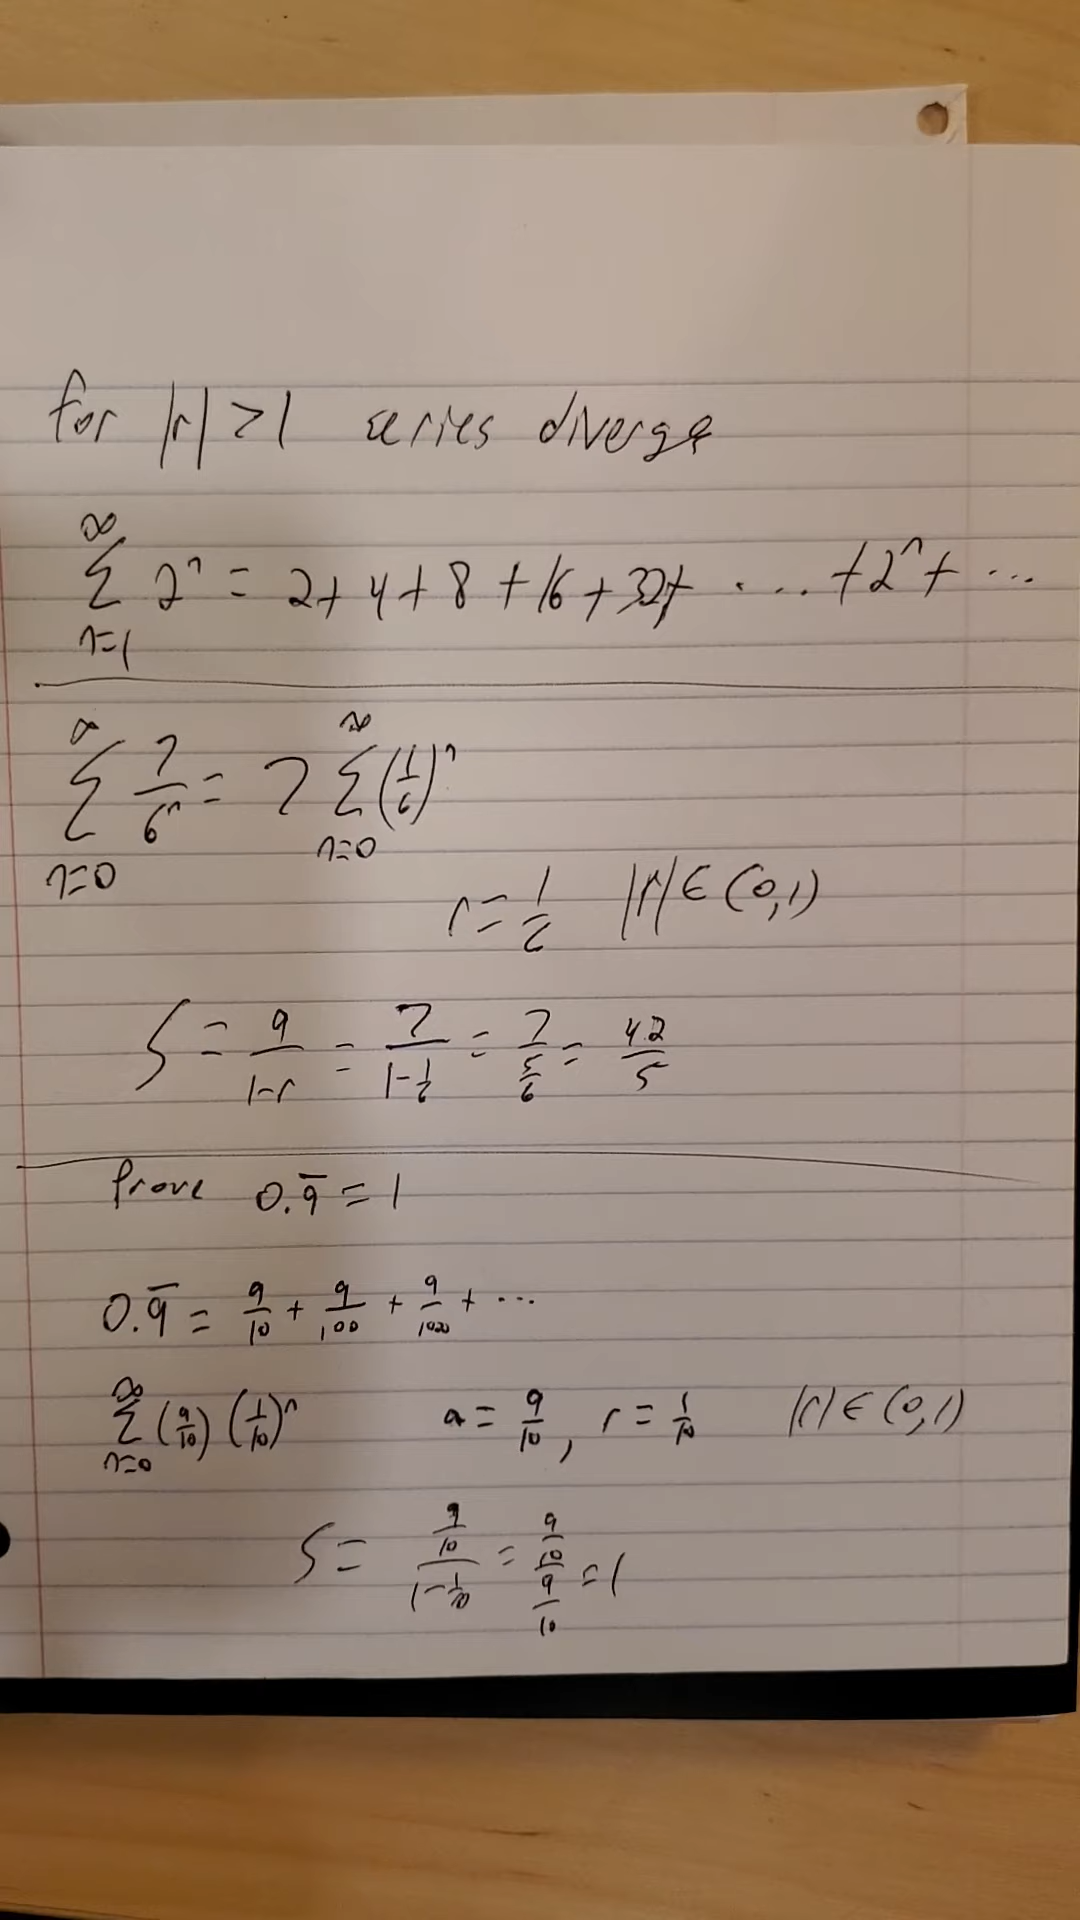 for |r| > 1 series diverge
∞
Σ 2ⁿ = 2 + 4 + 8 + 16 + 32 + ⋯ + 2ⁿ + ⋯
n=1
∞ ∞
Σ 7/6ⁿ = 7 Σ (1/6)ⁿ
n=0 n=0
r = 1/6 |r| ∈ (0,1)
S = a/(1-r) = 7/(1-1/6) = 7/(5/6) = 42/5
Prove 0.9̅ = 1
0.9̅ = 9/10 + 9/100 + 9/1000 + ⋯
∞
Σ (9/10) (1/10)ⁿ a = 9/10, r = 1/10 |r| ∈ (0,1)
n=0
S = (9/10)/(1-1/10) = (9/10)/(9/10) = 1